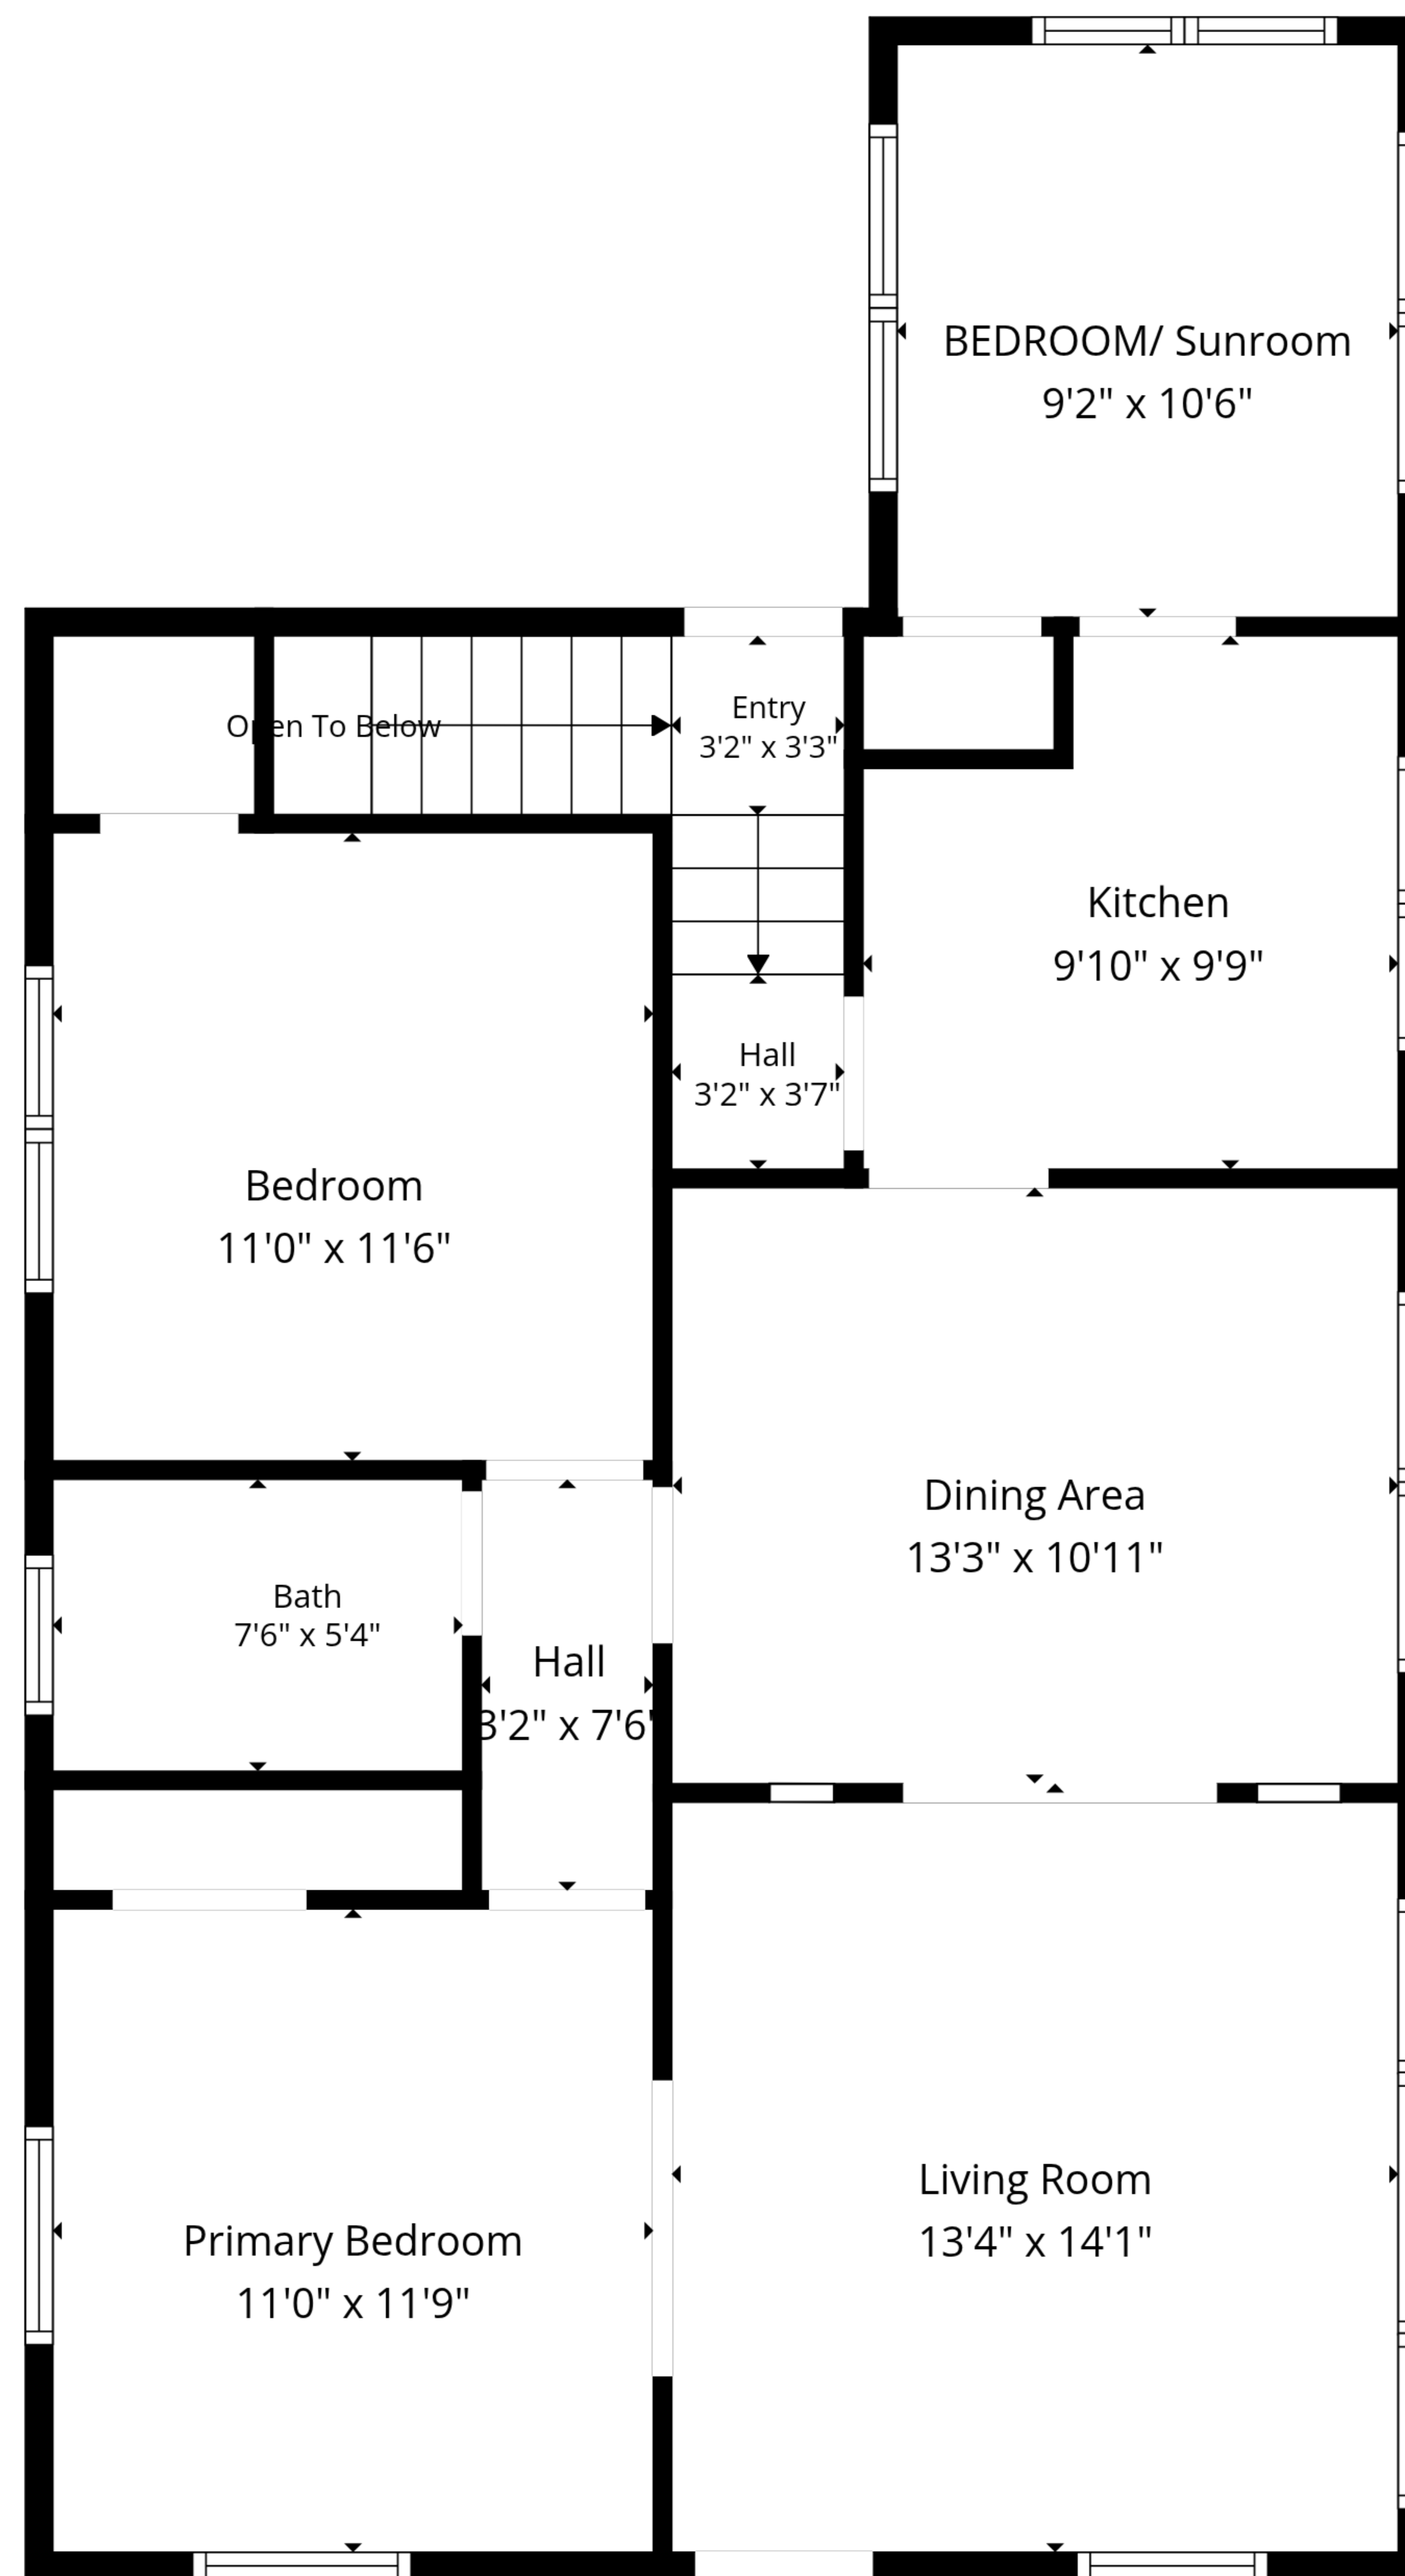 BEDROOM/ Sunroom
9'2" x 10'6"
Open To Below
Entry
3'2" x 3'3"
Kitchen
9'10" x 9'9"
Hall
3'2" x 3'7"
Bedroom
11'0" x 11'6"
Dining Area
13'3" x 10'11"
Bath
7'6" x 5'4"
Hall
3'2" x 7'6"
Primary Bedroom
11'0" x 11'9"
Living Room
13'4" x 14'1"